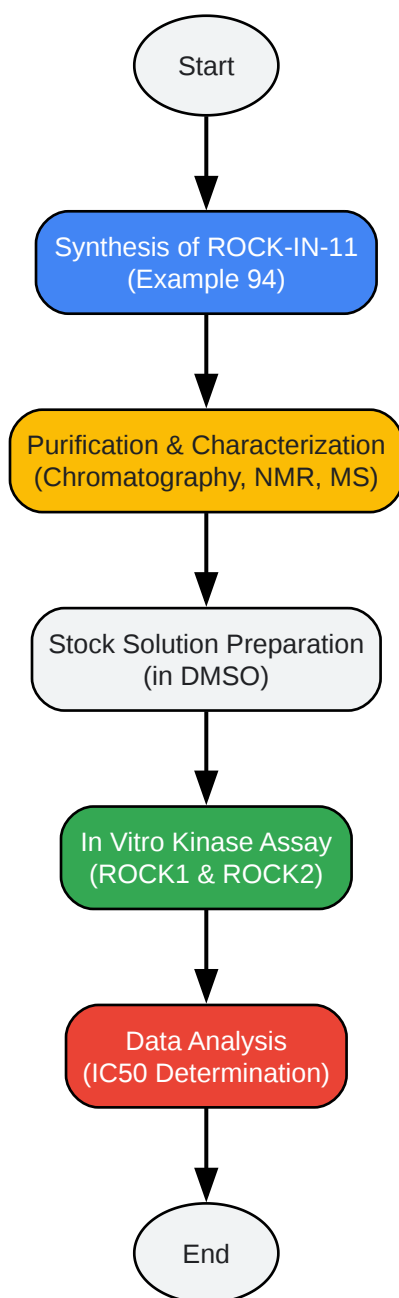 Start
Synthesis of ROCK-IN-11
(Example 94)
Purification & Characterization
(Chromatography, NMR, MS)
Stock Solution Preparation
(in DMSO)
In Vitro Kinase Assay
(ROCK1 & ROCK2)
Data Analysis
(IC50 Determination)
End